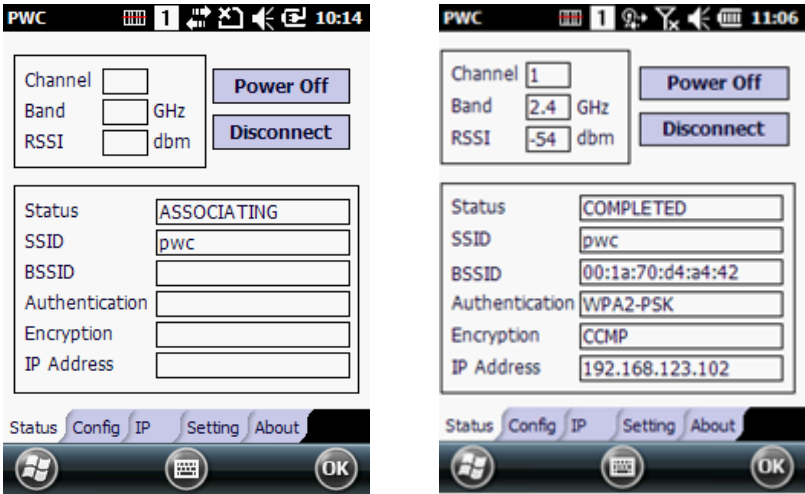 PWC 1 10:14
Channel
Power Off
Band GHz
RSSI dbm
Disconnect
Status ASSOCIATING
SSID pwc
BSSID
Authentication
Encryption
IP Address
Status Config IP Setting About
OK
PWC 1 11:06
Channel 1
Power Off
Band 2.4 GHz
RSSI -54 dbm
Disconnect
Status COMPLETED
SSID pwc
BSSID 00:1a:70:d4:a4:42
Authentication WPA2-PSK
Encryption CCMP
IP Address 192.168.123.102
Status Config IP Setting About
OK